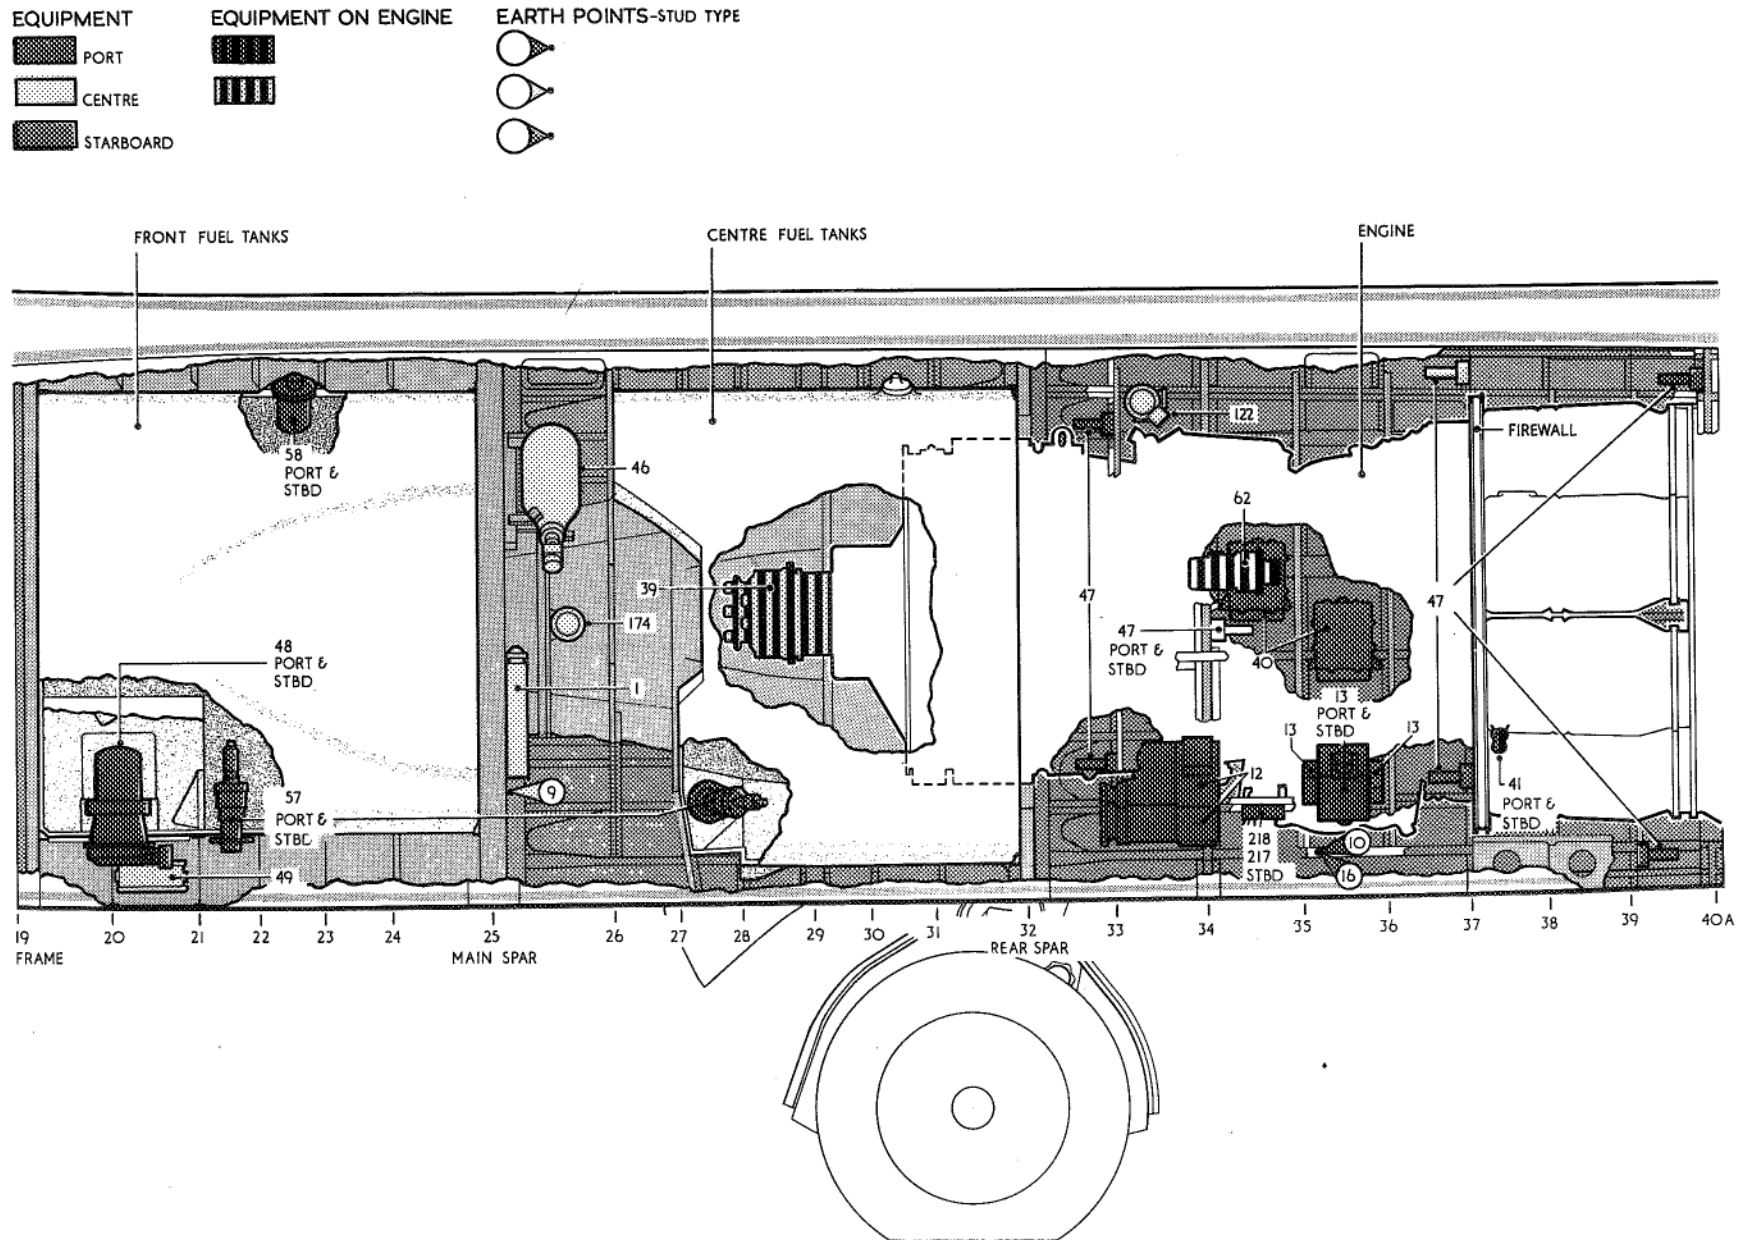 EQUIPMENT
EQUIPMENT ON ENGINE
EARTH POINTS-STUD TYPE
PORT
CENTRE
STARBOARD
FRONT FUEL TANKS
CENTRE FUEL TANKS
ENGINE
122
FIREWALL
58
PORT &
STBD
46
62
39
47
47
174
47
PORT &
STBD
40
48
PORT &
STBD
1
13
PORT &
STBD
13
13
12
9
41
PORT &
STBD
57
PORT &
STBD
218
217
STBD
10
16
49
19
20
21
22
23
24
25
26
27
28
29
30
31
32
33
34
35
36
37
38
39
40A
FRAME
MAIN SPAR
REAR SPAR